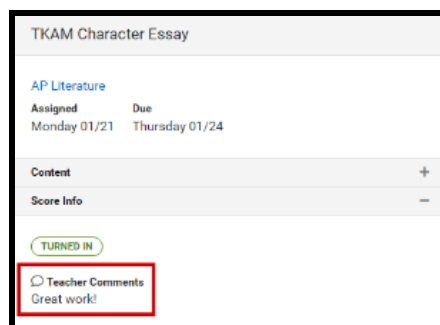 TKAM Character Essay
AP Literature
Assigned Due
Monday 01/21 Thursday 01/24
Content +
Score Info −
TURNED IN
Teacher Comments
Great work!